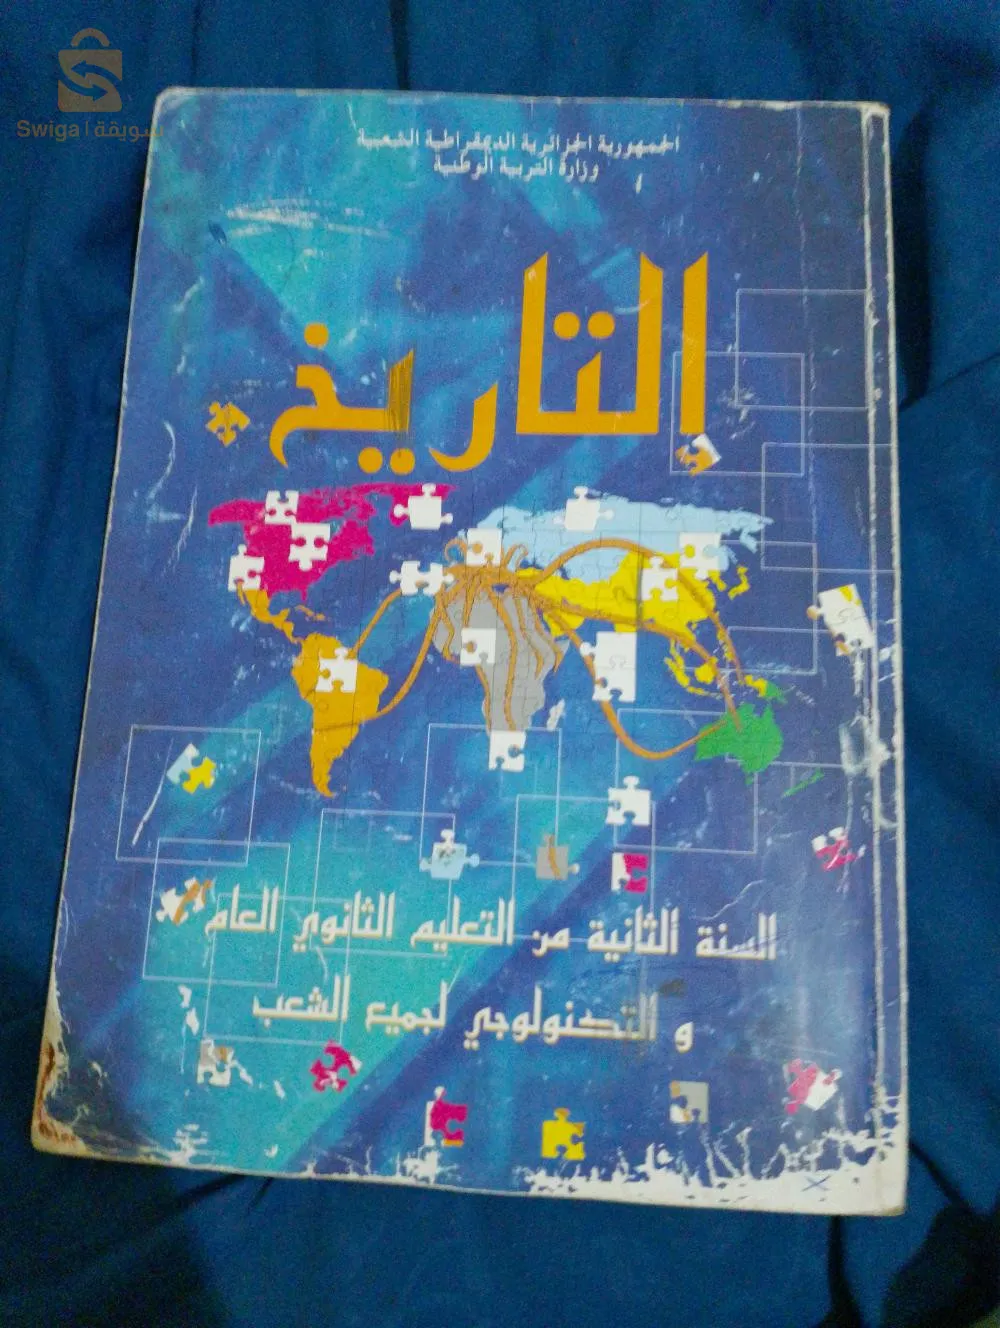 Swiga | سويقة
الجمهورية الجزائرية الديمقراطية الشعبية
وزارة التربية الوطنية
التاريخ
السنة الثانية من التعليم الثانوي العام
و التكنولوجي لجميع الشعب